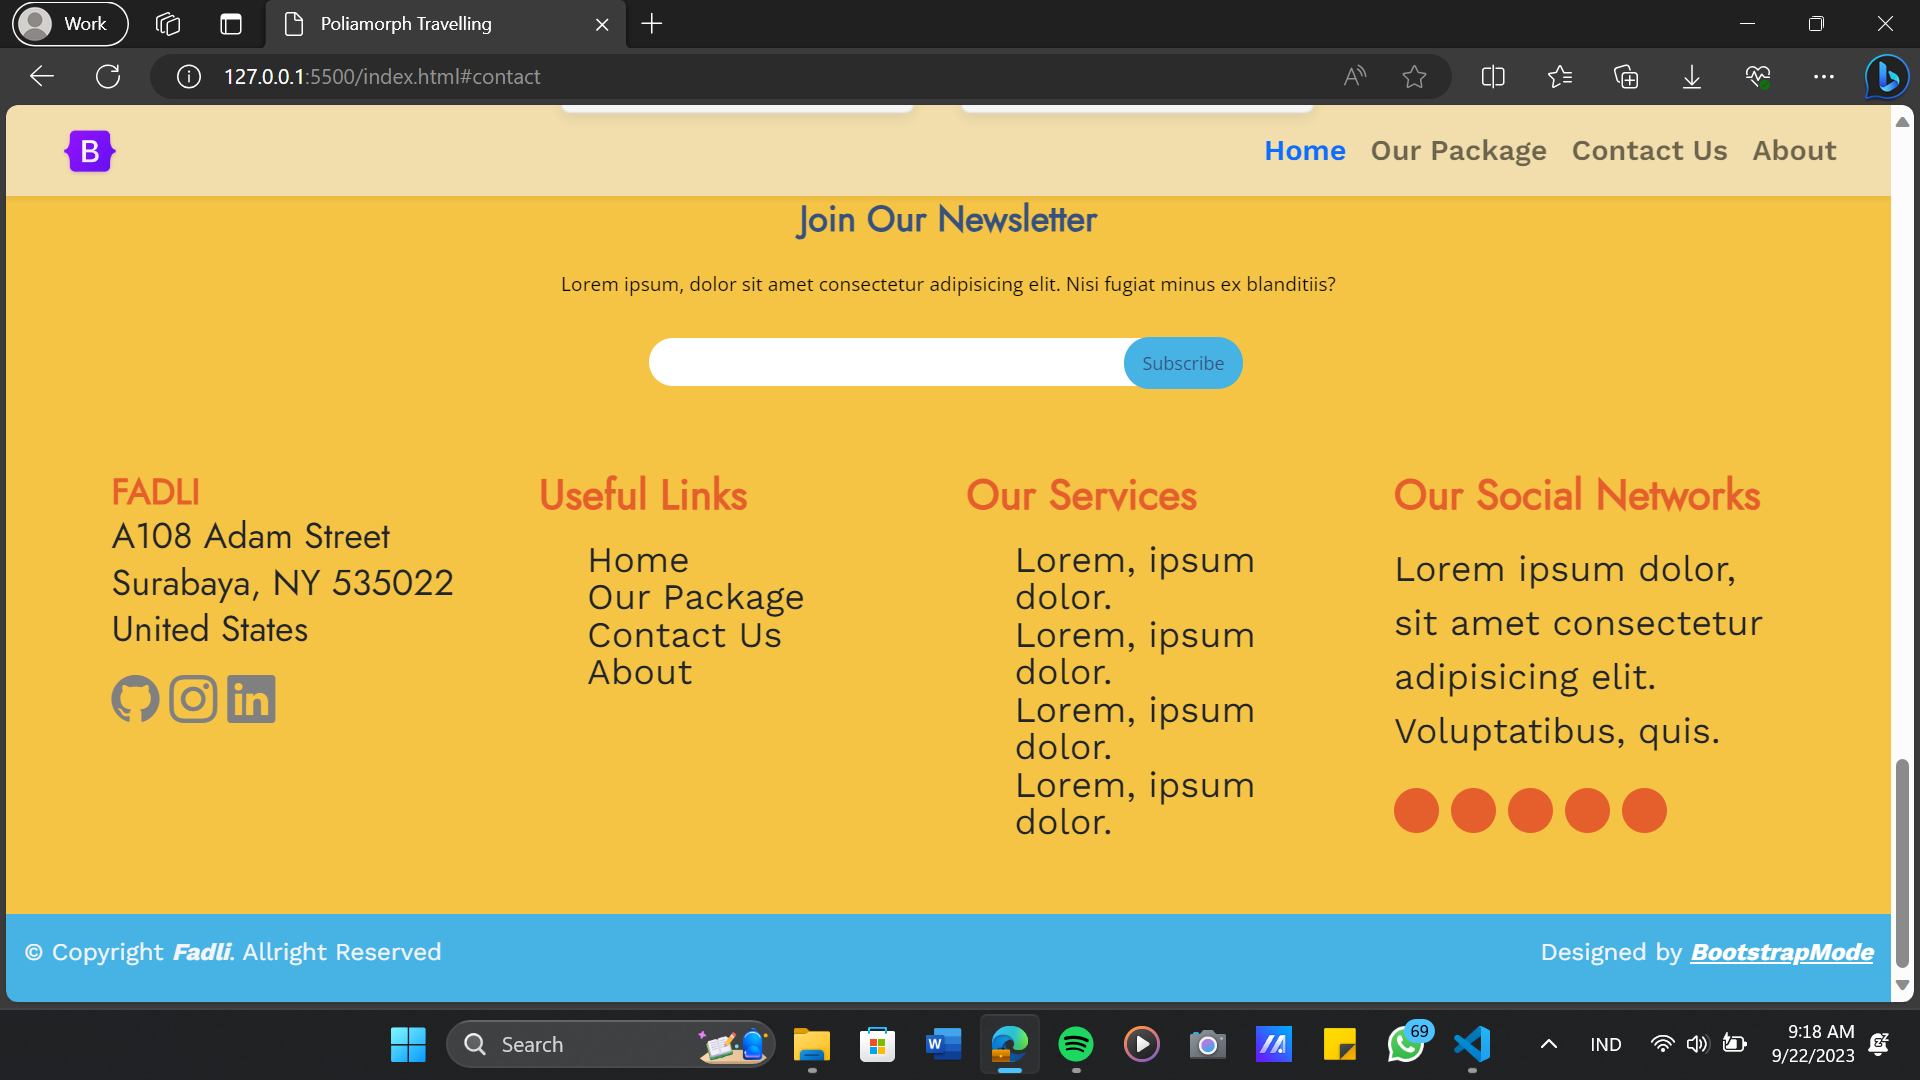 Work
Poliamorph Travelling
127.0.0.1:5500/index.html#contact
B
Home
Our Package
Contact Us
About
Join Our Newsletter
Lorem ipsum, dolor sit amet consectetur adipisicing elit. Nisi fugiat minus ex blanditiis?
Subscribe
FADLI
A108 Adam Street
Surabaya, NY 535022
United States
in
Useful Links
Home
Our Package
Contact Us
About
Our Services
Lorem, ipsum
dolor.
Lorem, ipsum
dolor.
Lorem, ipsum
dolor.
Lorem, ipsum
dolor.
Our Social Networks
Lorem ipsum dolor,
sit amet consectetur
adipisicing elit.
Voluptatibus, quis.
© Copyright Fadli. Allright Reserved
Designed by BootstrapMode
Search
W
69
IND
9:18 AM
9/22/2023